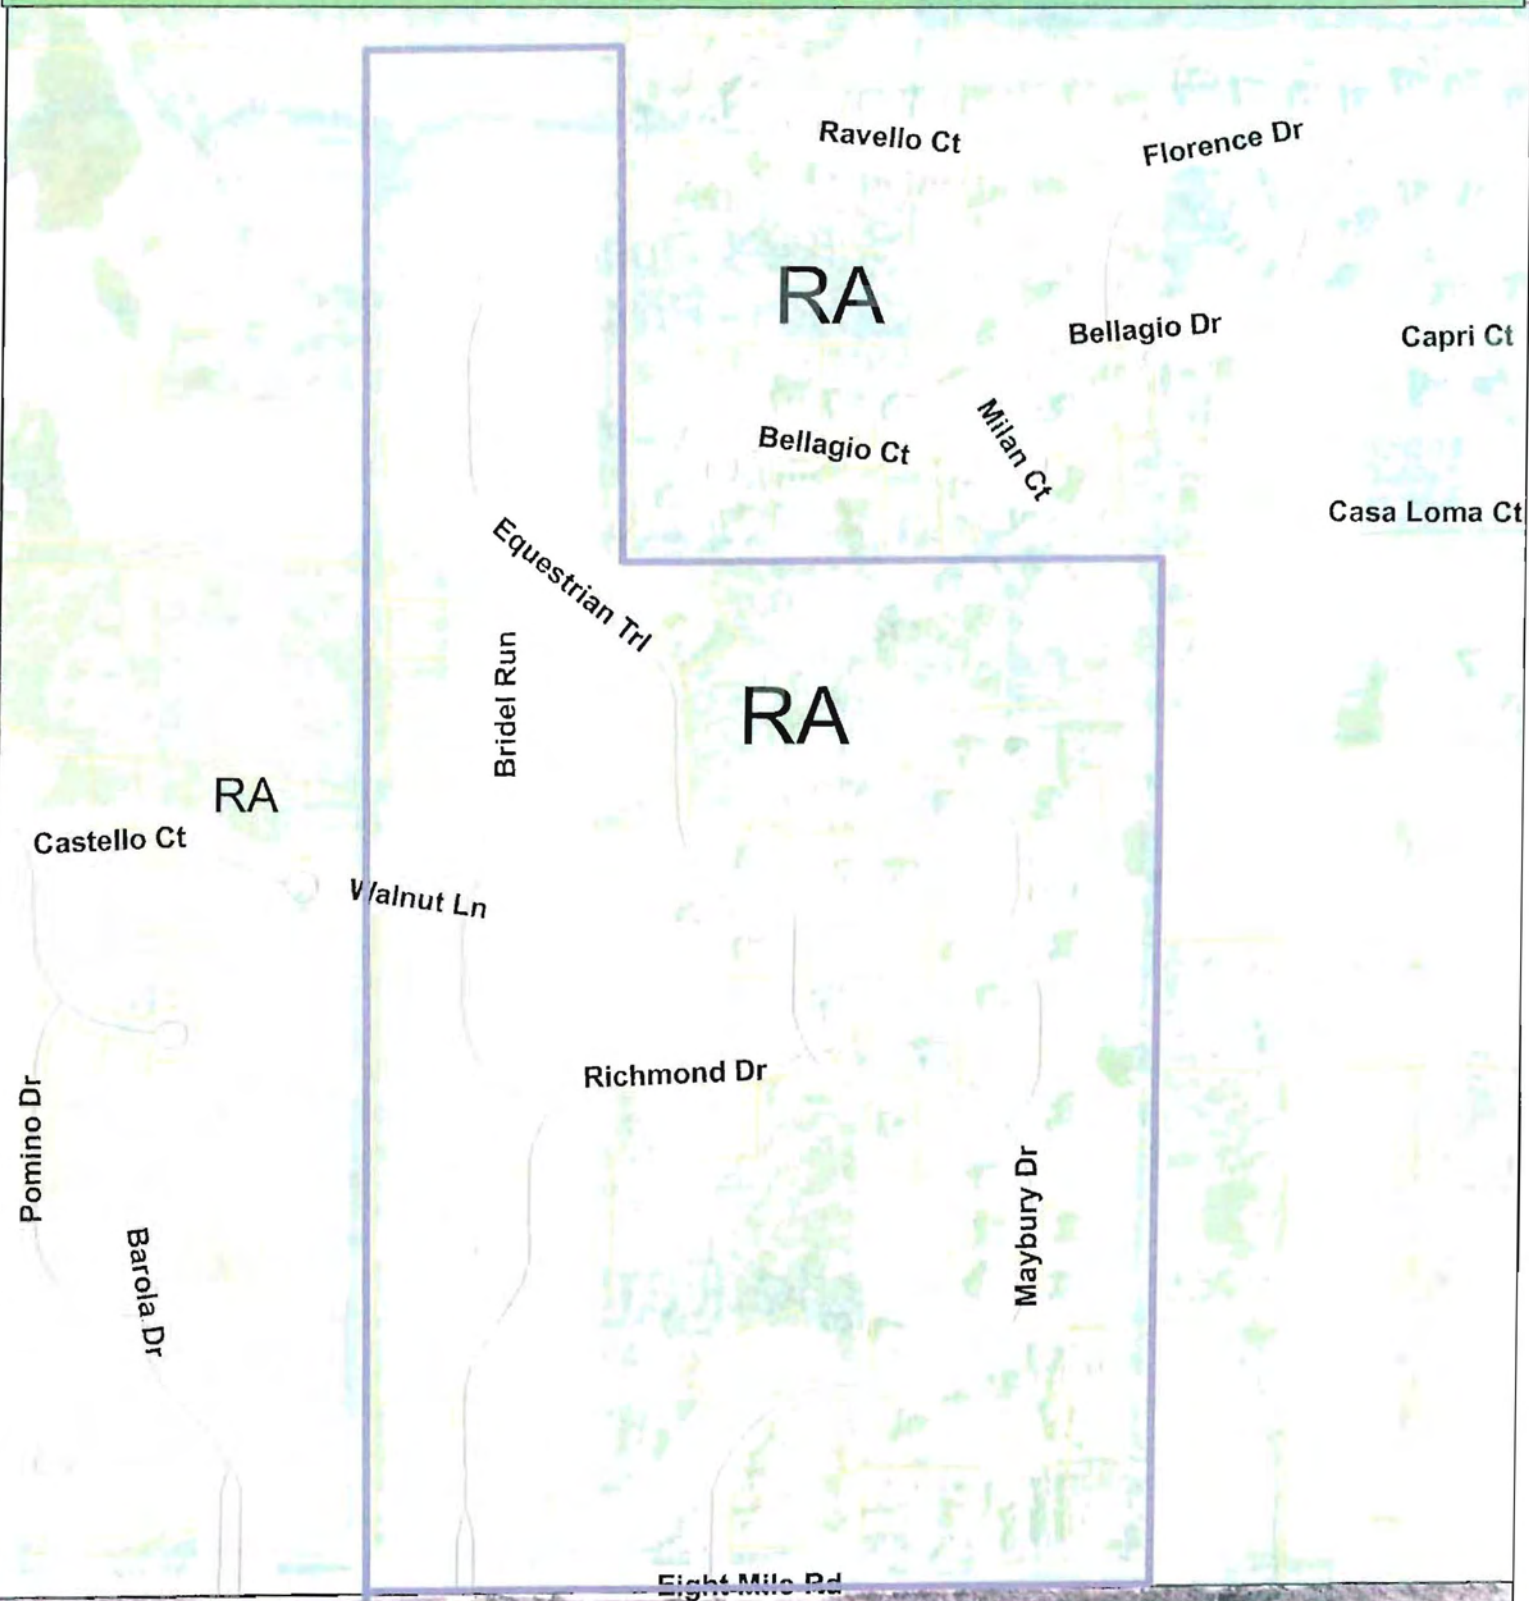 Ravello Ct
Florence Dr
RA
Bellagio Dr
Capri Ct
Bellagio Ct
Milan Ct
Casa Loma Ct
Equestrian Trl
Bridel Run
RA
RA
Castello Ct
Walnut Ln
Richmond Dr
Pomino Dr
Maybury Dr
Barola Dr
Eight Mile Rd